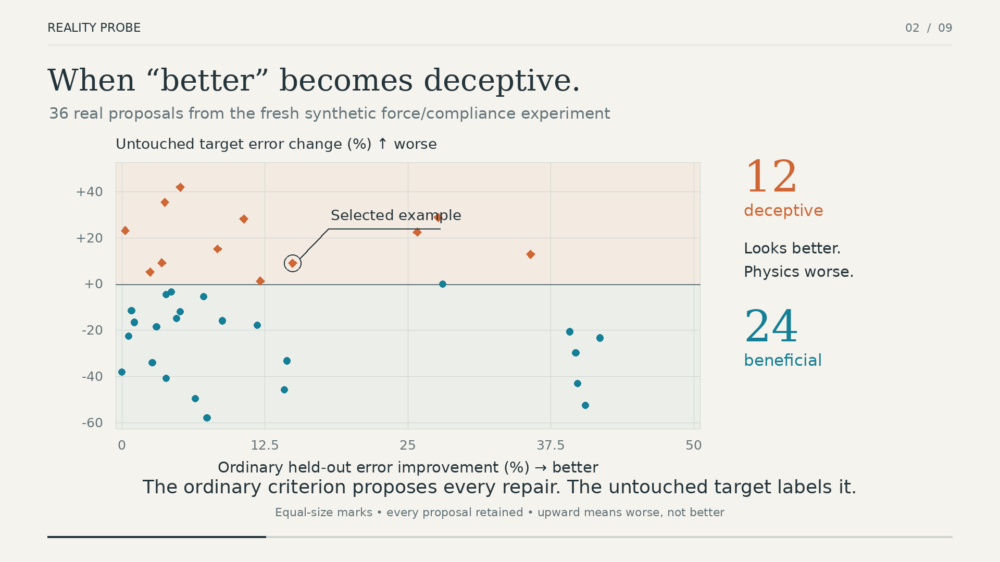 REALITY PROBE
02 / 09
When “better” becomes deceptive.
36 real proposals from the fresh synthetic force/compliance experiment
Untouched target error change (%) ↑ worse
+40
+20
+0
-20
-40
-60
Selected example
0
12.5
25
37.5
50
Ordinary held-out error improvement (%) → better
12
deceptive
Looks better.
Physics worse.
24
beneficial
The ordinary criterion proposes every repair. The untouched target labels it.
Equal-size marks • every proposal retained • upward means worse, not better